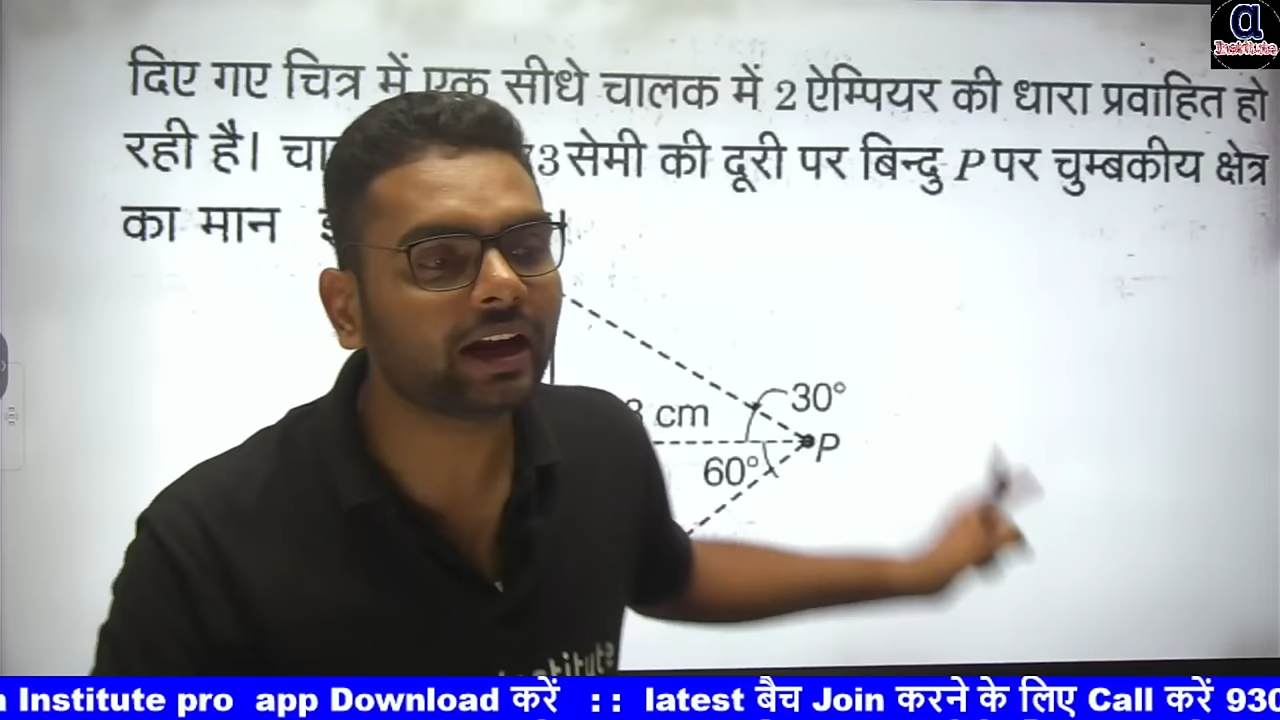 α
Institute
दिए गए चित्र में एक सीधे चालक में 2 ऐम्पियर की धारा प्रवाहित हो
रही है। सेमी की दूरी पर बिन्दु P पर चुम्बकीय क्षेत्र
का मान
30°
cm
P
60°
Institute pro app Download करें :: latest बैच Join करने के लिए Call करें 930